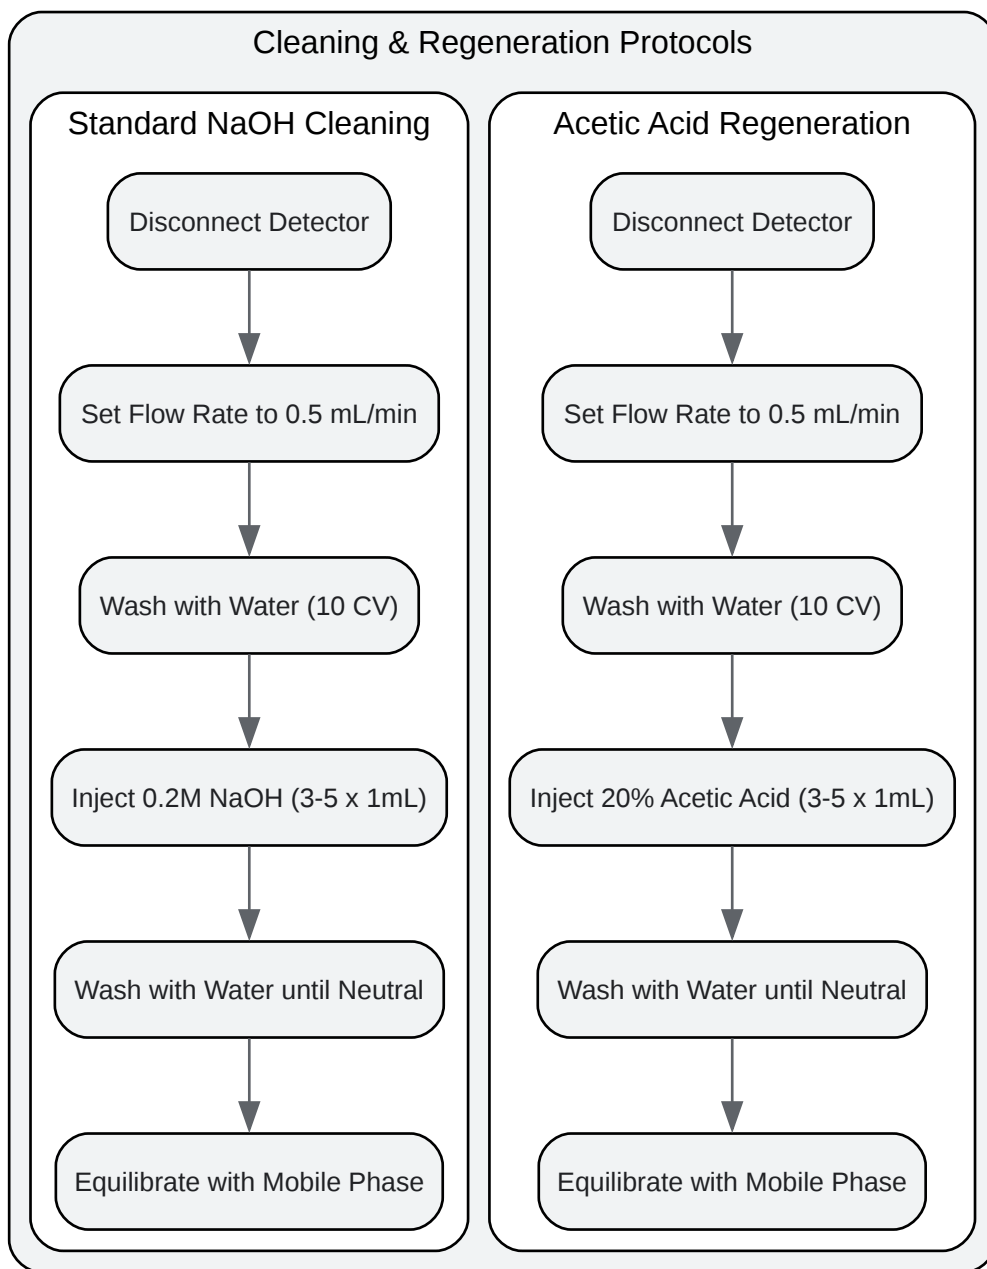 Cleaning & Regeneration Protocols
Standard NaOH Cleaning
Disconnect Detector
Set Flow Rate to 0.5 mL/min
Wash with Water (10 CV)
Inject 0.2M NaOH (3-5 x 1mL)
Wash with Water until Neutral
Equilibrate with Mobile Phase
Acetic Acid Regeneration
Disconnect Detector
Set Flow Rate to 0.5 mL/min
Wash with Water (10 CV)
Inject 20% Acetic Acid (3-5 x 1mL)
Wash with Water until Neutral
Equilibrate with Mobile Phase